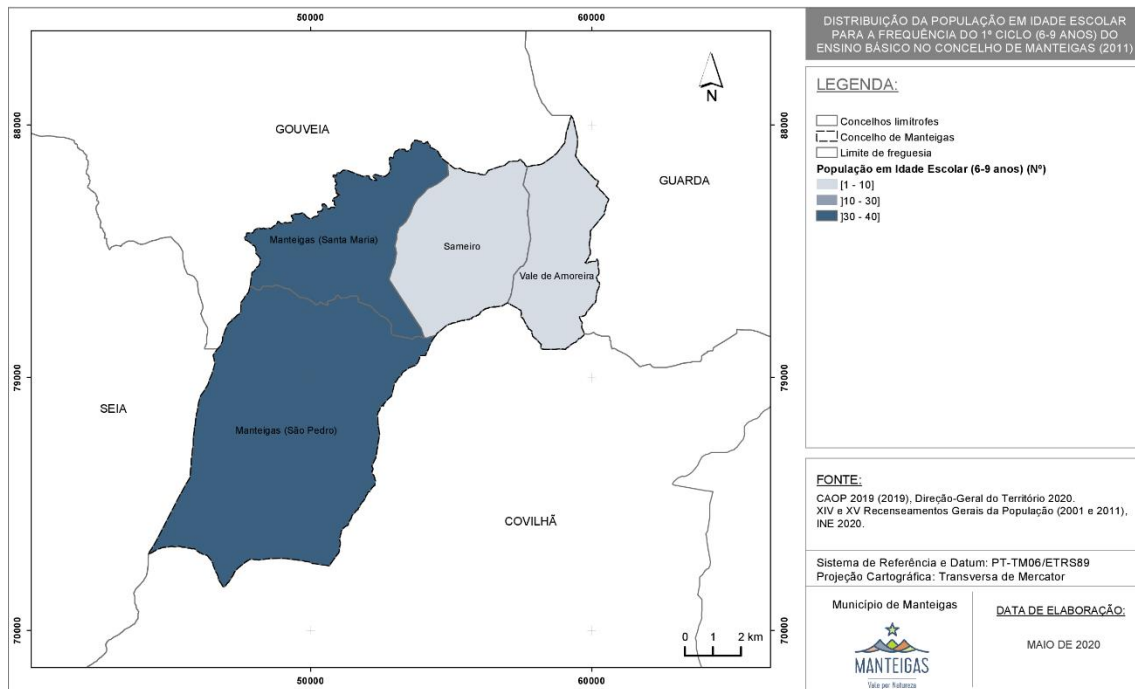 50000
60000
88000
88000
79000
79000
70000
70000
50000
60000
GOUVEIA
GUARDA
SEIA
COVILHÃ
Manteigas (Santa Maria)
Sameiro
Vale de Amoreira
Manteigas (São Pedro)
N
0 1 2 km
DISTRIBUIÇÃO DA POPULAÇÃO EM IDADE ESCOLAR
PARA A FREQUÊNCIA DO 1º CICLO (6-9 ANOS) DO
ENSINO BÁSICO NO CONCELHO DE MANTEIGAS (2011)
LEGENDA:
Concelhos limítrofes
Concelho de Manteigas
Limite de freguesia
População em Idade Escolar (6-9 anos) (Nº)
[1 - 10]
]10 - 30]
]30 - 40]
FONTE:
CAOP 2019 (2019), Direção-Geral do Território 2020.
XIV e XV Recenseamentos Gerais da População (2001 e 2011),
INE 2020.
Sistema de Referência e Datum: PT-TM06/ETRS89
Projeção Cartográfica: Transversa de Mercator
Município de Manteigas
MANTEIGAS
Vale por Natureza
DATA DE ELABORAÇÃO:
MAIO DE 2020